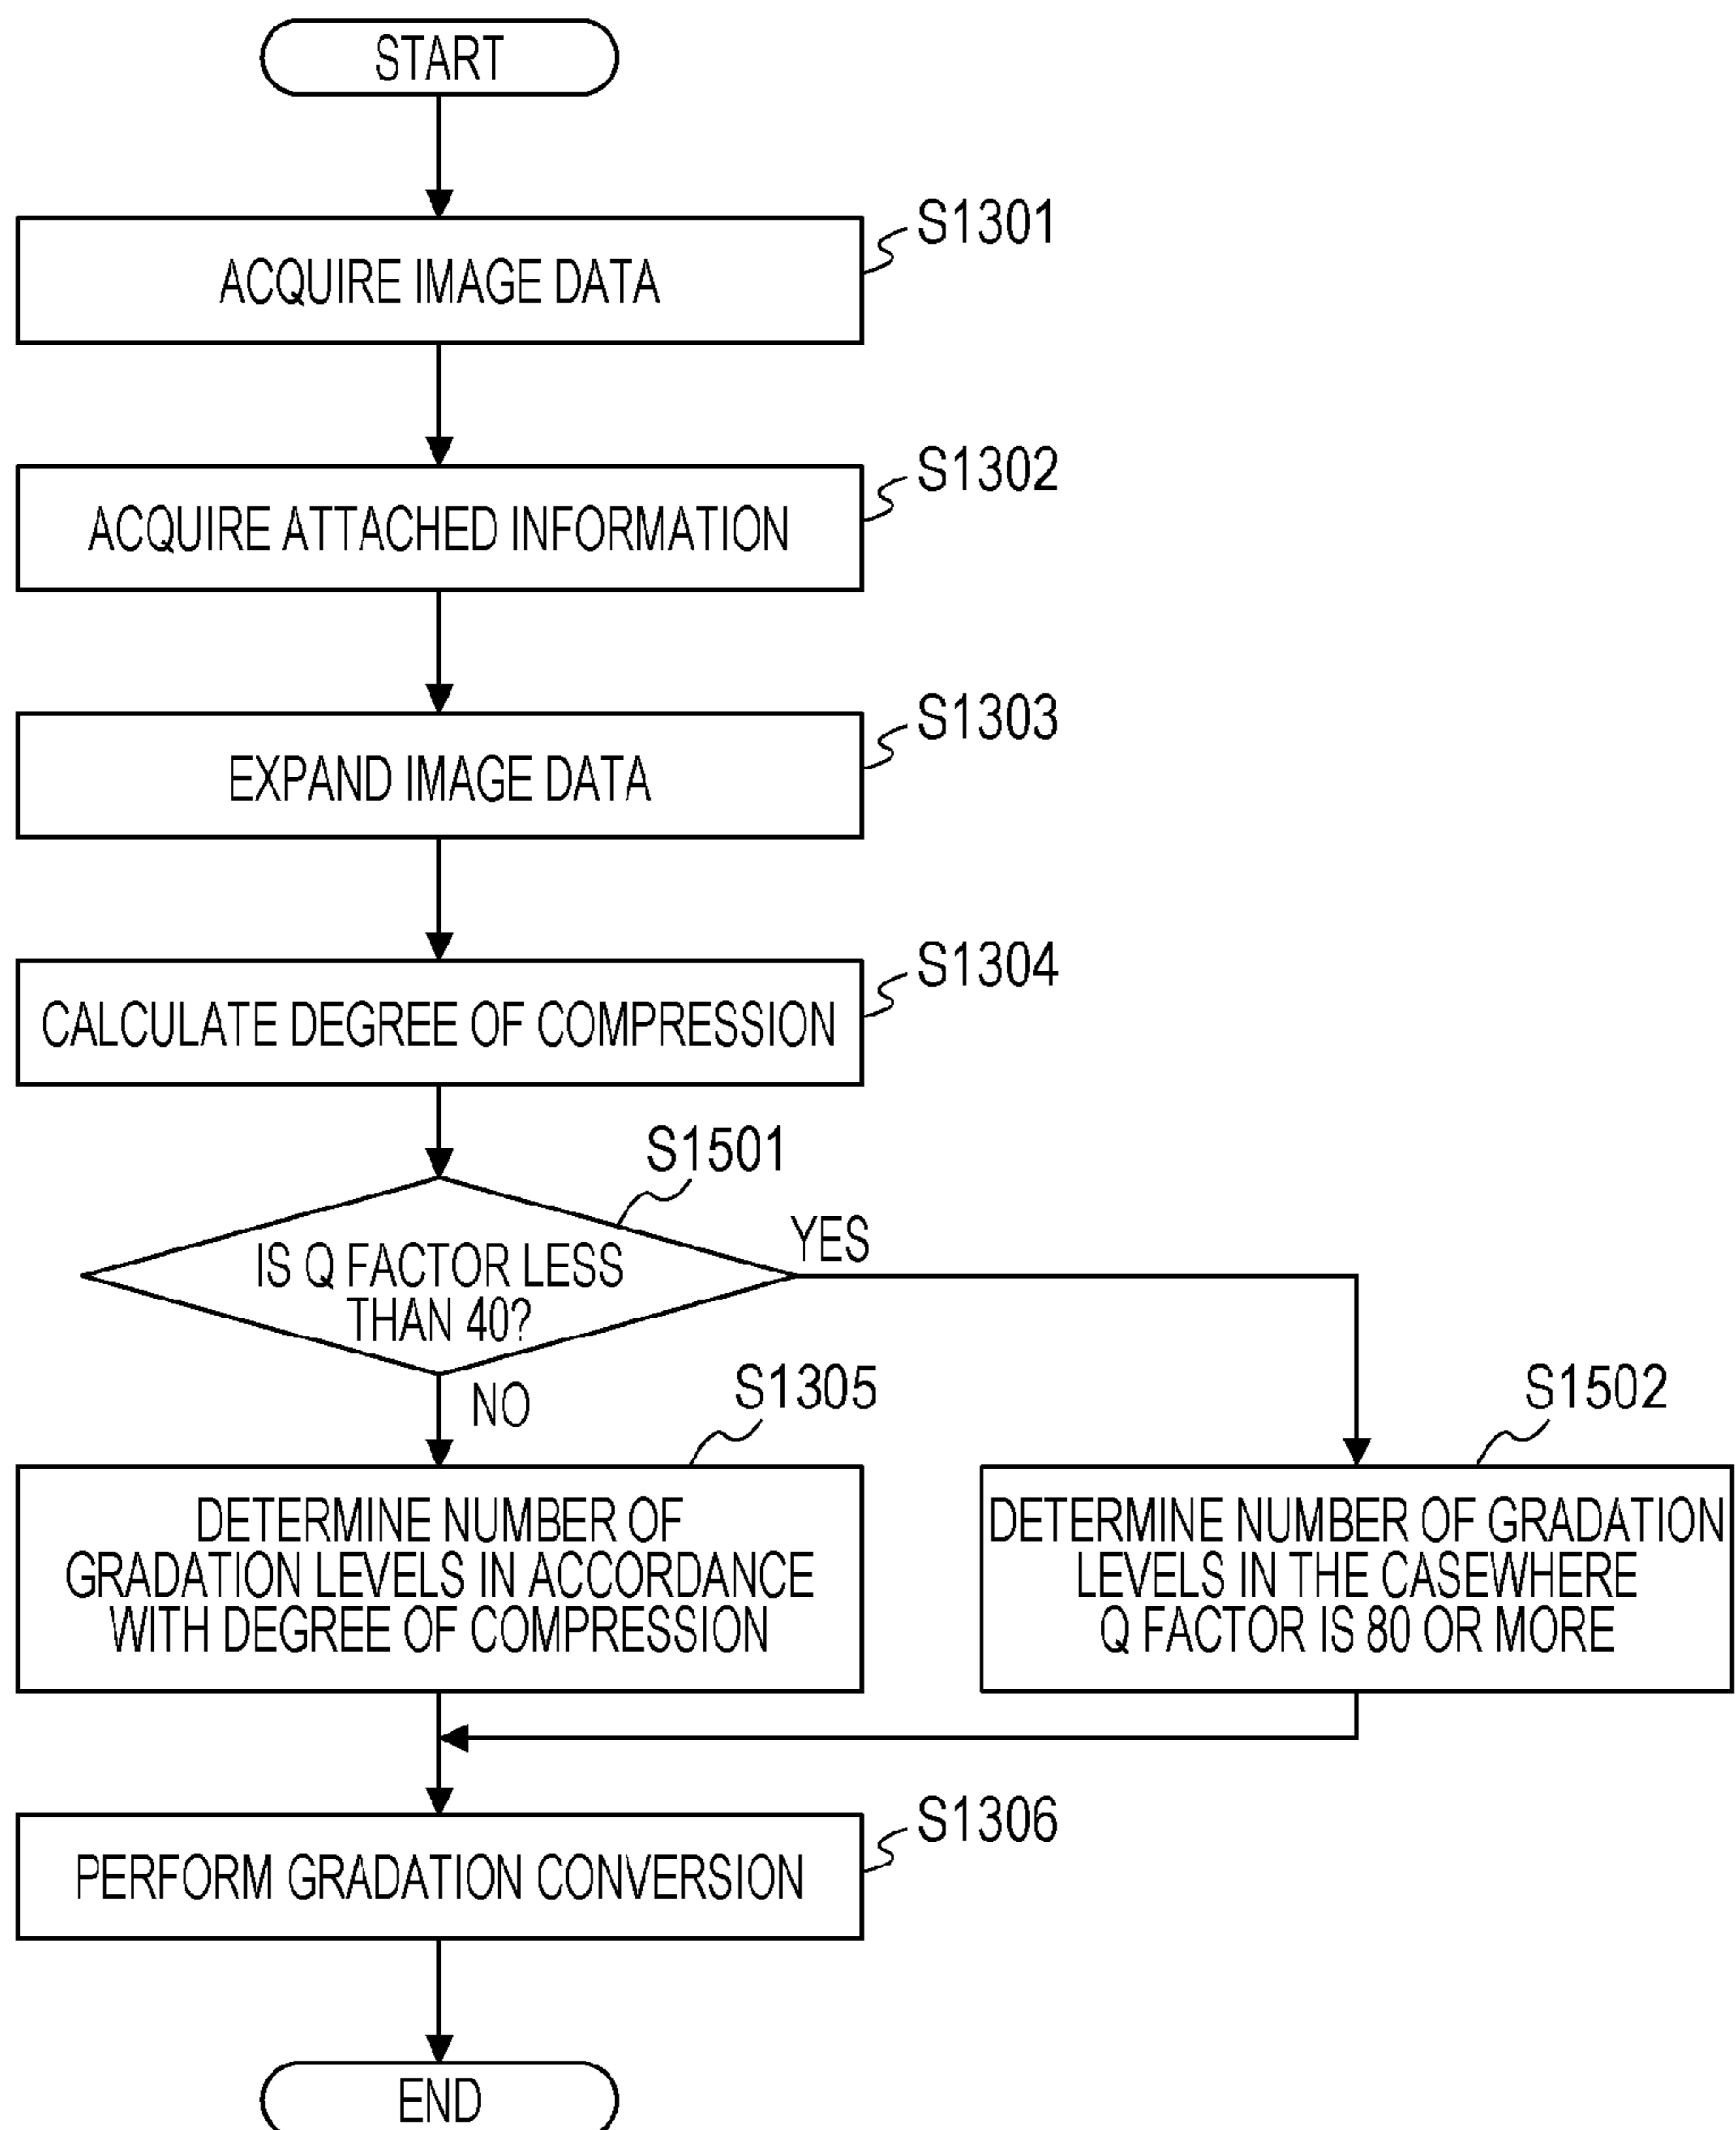 START
S1301
ACQUIRE IMAGE DATA
S1302
ACQUIRE ATTACHED INFORMATION
S1303
EXPAND IMAGE DATA
S1304
CALCULATE DEGREE OF COMPRESSION
S1501
IS Q FACTOR LESS
THAN 40?
YES
NO
S1305
DETERMINE NUMBER OF
GRADATION LEVELS IN ACCORDANCE
WITH DEGREE OF COMPRESSION
S1502
DETERMINE NUMBER OF GRADATION
LEVELS IN THE CASEWHERE
Q FACTOR IS 80 OR MORE
S1306
PERFORM GRADATION CONVERSION
END